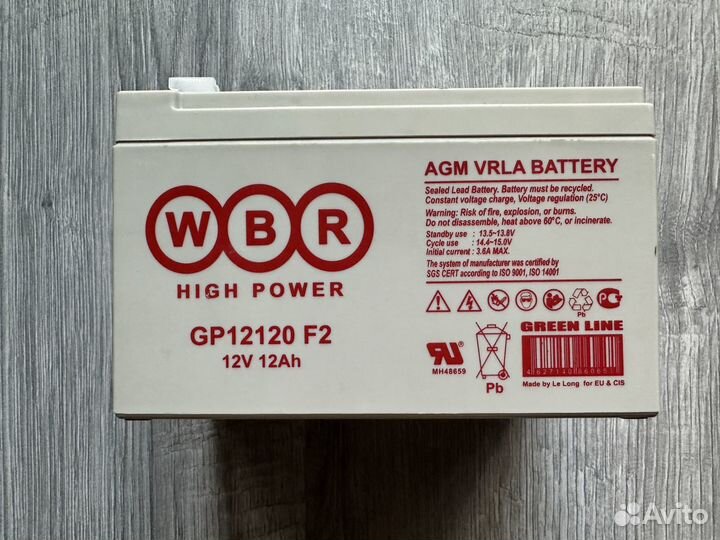 WBR
HIGH POWER
GP12120 F2
12V 12Ah
AGM VRLA BATTERY
Sealed Lead Battery. Battery must be recycled.
Constant voltage charge, Voltage regulation (25°C)
Warning: Risk of fire, explosion, or burns.
Do not disassemble, heat above 60°C, or incinerate.
Standby use : 13.5~13.8V
Cycle use : 14.4~15.0V
Initial current : 3.6A MAX.
The system of manufacturer was certified by
SGS CERT according to ISO 9001, ISO 14001
Pb
MH48659
Pb
GREEN LINE
Made by Le Long for EU & CIS
Avito